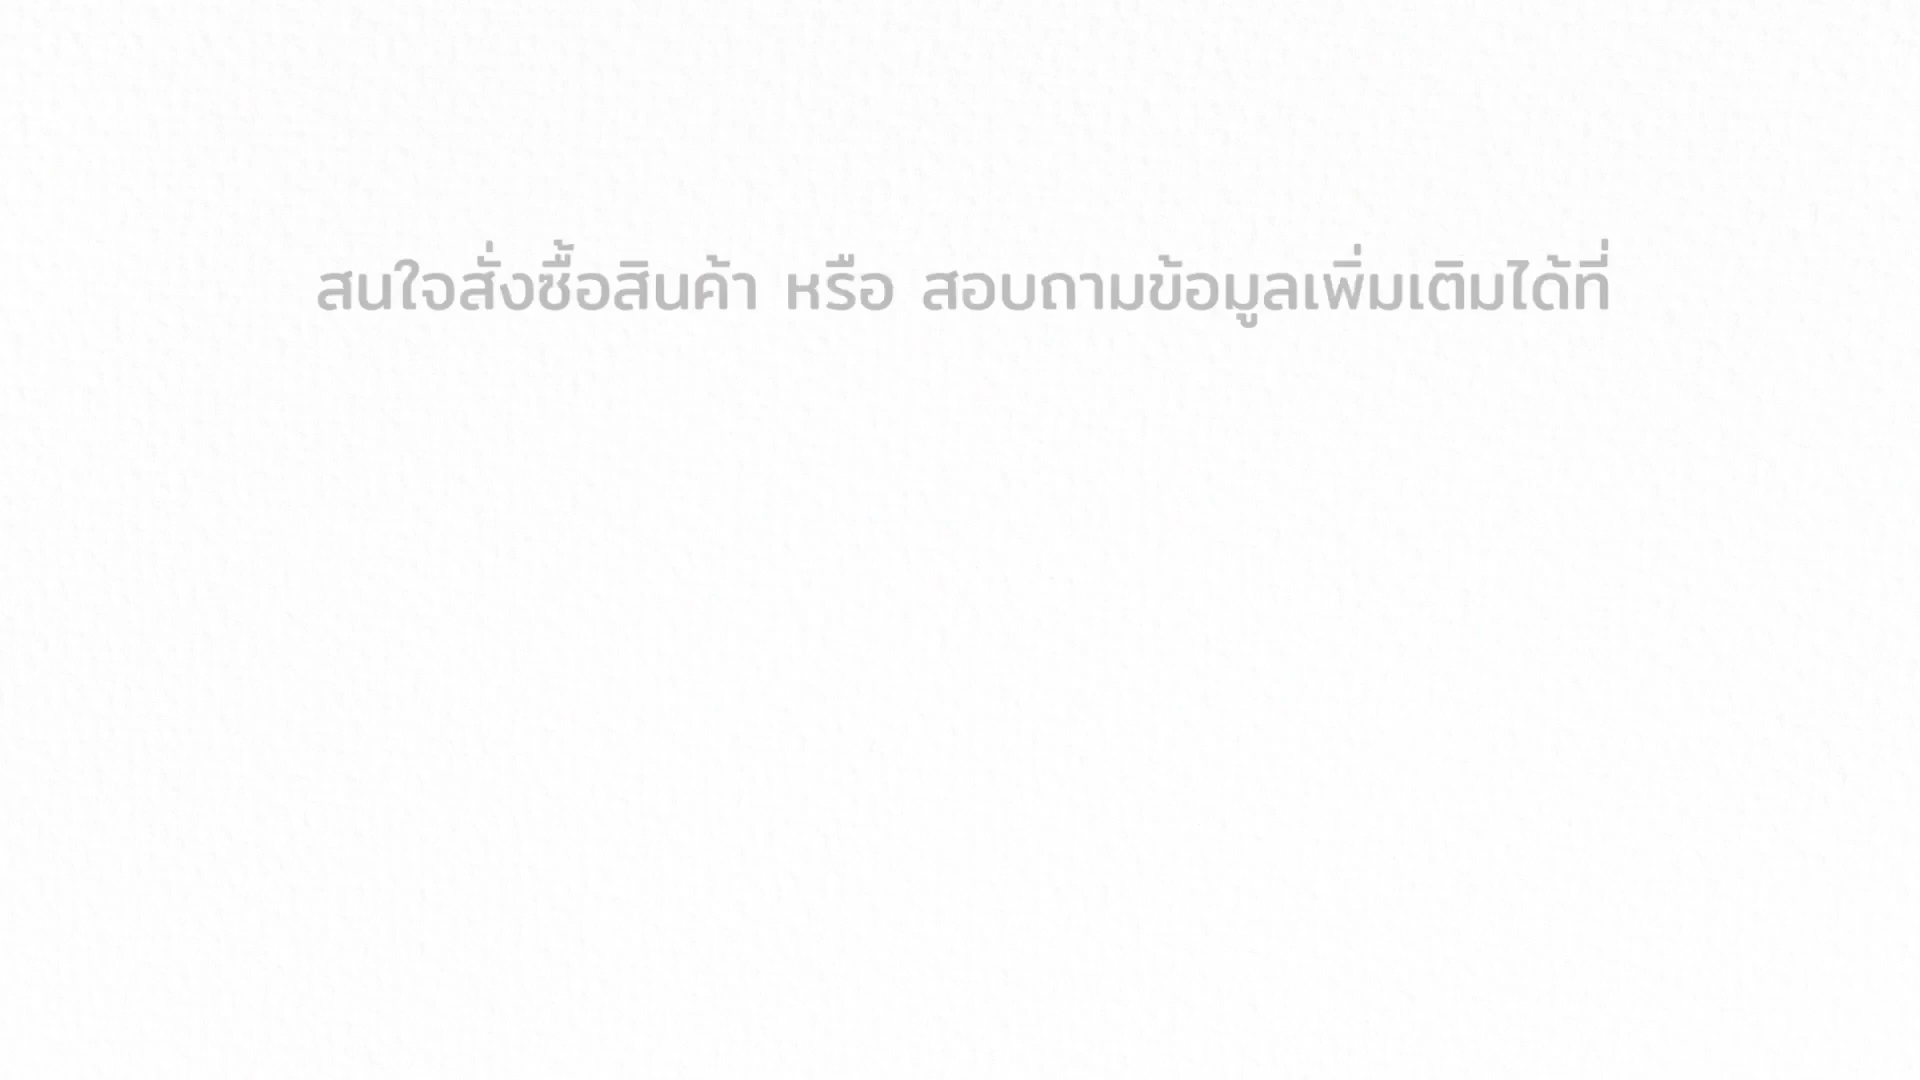 สนใจสั่งซื้อสินค้า หรือ สอบถามข้อมูลเพิ่มเติมได้ที่